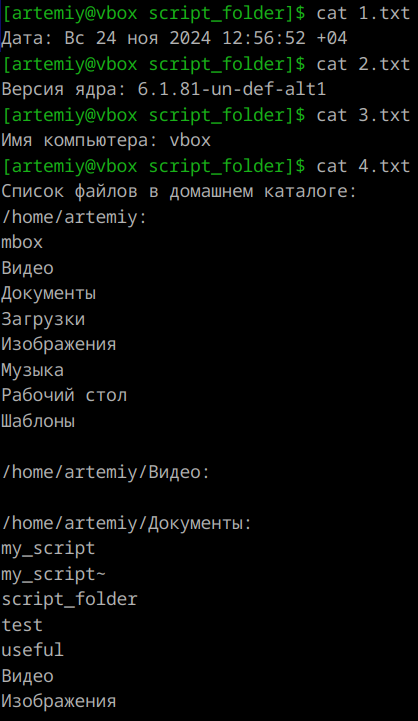 [artemiy@vbox script_folder]$ cat 1.txt
Дата: Вс 24 ноя 2024 12:56:52 +04
[artemiy@vbox script_folder]$ cat 2.txt
Версия ядра: 6.1.81-un-def-alt1
[artemiy@vbox script_folder]$ cat 3.txt
Имя компьютера: vbox
[artemiy@vbox script_folder]$ cat 4.txt
Список файлов в домашнем каталоге:
/home/artemiy:
mbox
Видео
Документы
Загрузки
Изображения
Музыка
Рабочий стол
Шаблоны
/home/artemiy/Видео:
/home/artemiy/Документы:
my_script
my_script~
script_folder
test
useful
Видео
Изображения